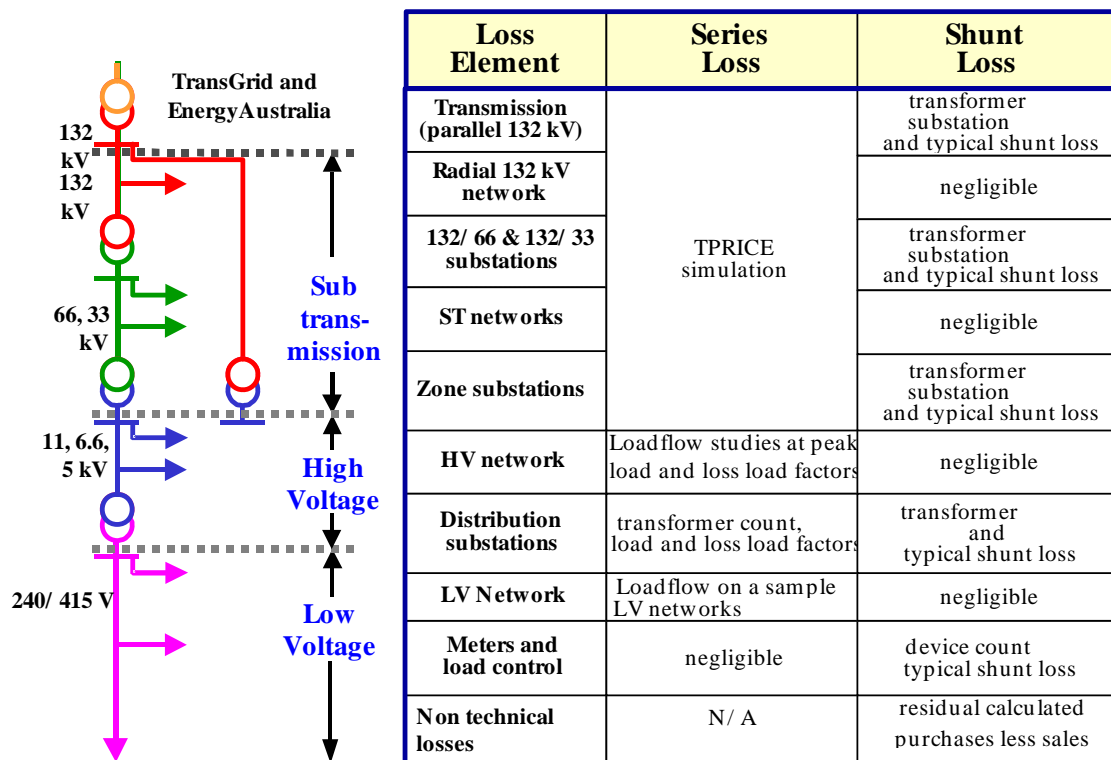 TransGrid and
EnergyAustralia
132
kV
132
kV
66, 33
kV
11, 6.6,
5 kV
240/ 415 V
Sub
trans-
mission
High
Voltage
Low
Voltage
Loss
Element
Series
Loss
Shunt
Loss
Transmission
(parallel 132 kV)
transformer
substation
and typical shunt loss
Radial 132 kV
network
negligible
132/ 66 & 132/ 33
substations
TPRICE
simulation
transformer
substation
and typical shunt loss
ST networks
negligible
Zone substations
transformer
substation
and typical shunt loss
HV network
Loadflow studies at peak
load and loss load factors
negligible
Distribution
substations
transformer count,
load and loss load factors
transformer
and
typical shunt loss
LV Network
Loadflow on a sample
LV networks
negligible
Meters and
load control
negligible
device count
typical shunt loss
Non technical
losses
N/ A
residual calculated
purchases less sales